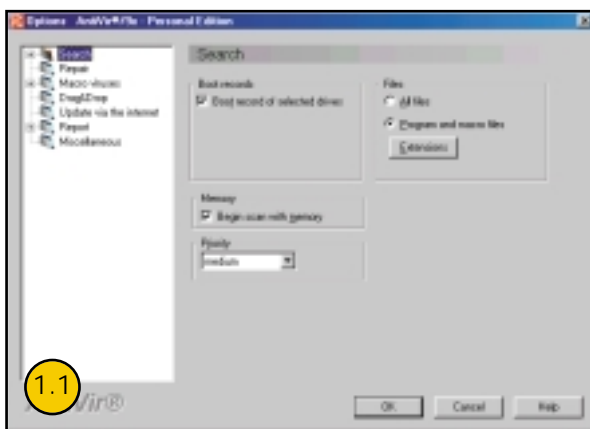 Options AntiVir®/9x - Personal Edition
Search
Repair
Macro viruses
Drag&Drop
Update via the internet
Report
Miscellaneous
Search
Boot records
Boot record of selected drives
Files
All files
Program and macro files
Extensions
Memory
Begin scan with memory
Priority
medium
1.1
Vir®
OK
Cancel
Help